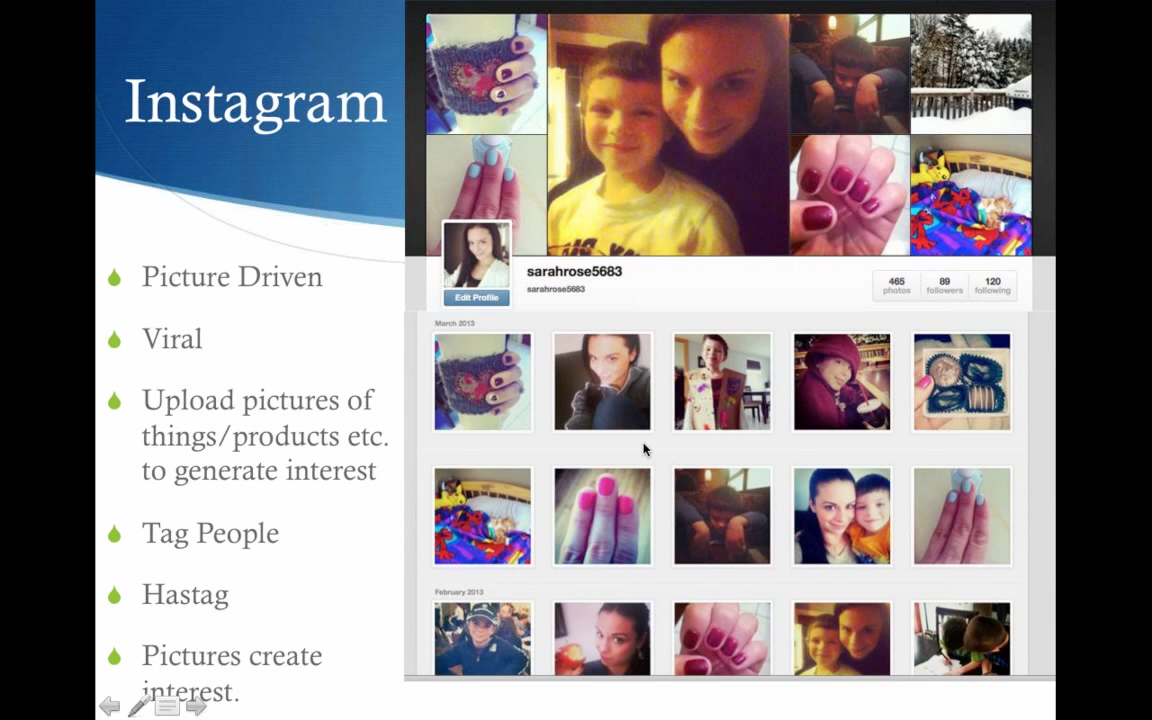 Instagram
Picture Driven
Viral
Upload pictures of
things/products etc.
to generate interest
Tag People
Hastag
Pictures create
interest.
sarahrose5683
sarahrose5683
Edit Profile
465
photos
89
followers
120
following
March 2013
February 2013